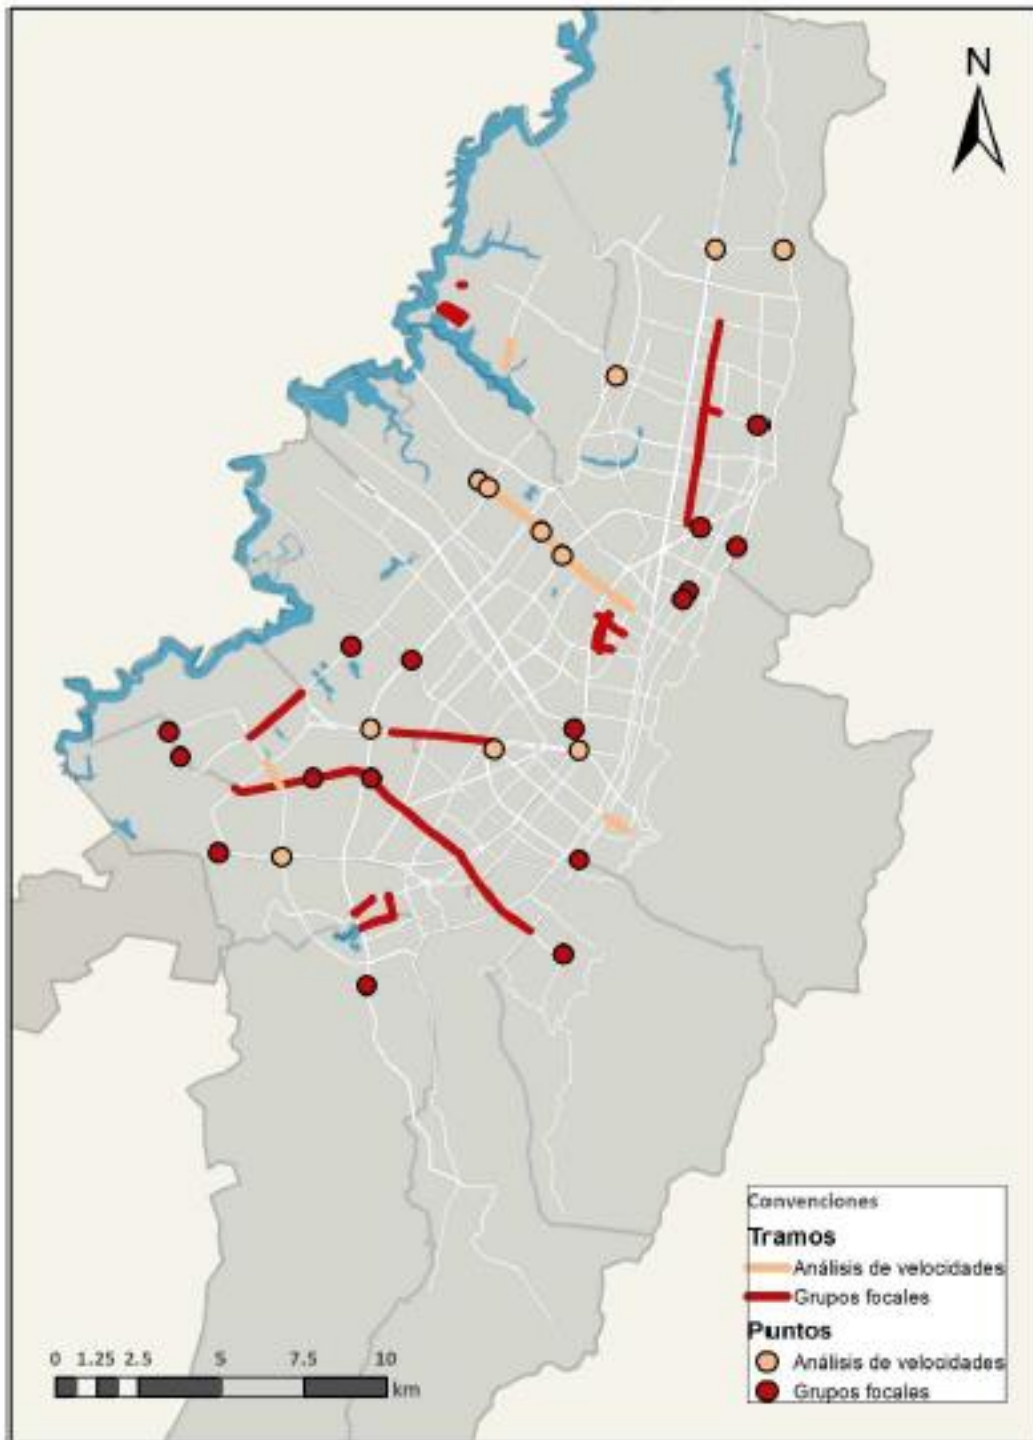 N
Convenciones
Tramos
Análisis de velocidades
Grupos focales
Puntos
Análisis de velocidades
Grupos focales
0 1.25 2.5 5 7.5 10
km